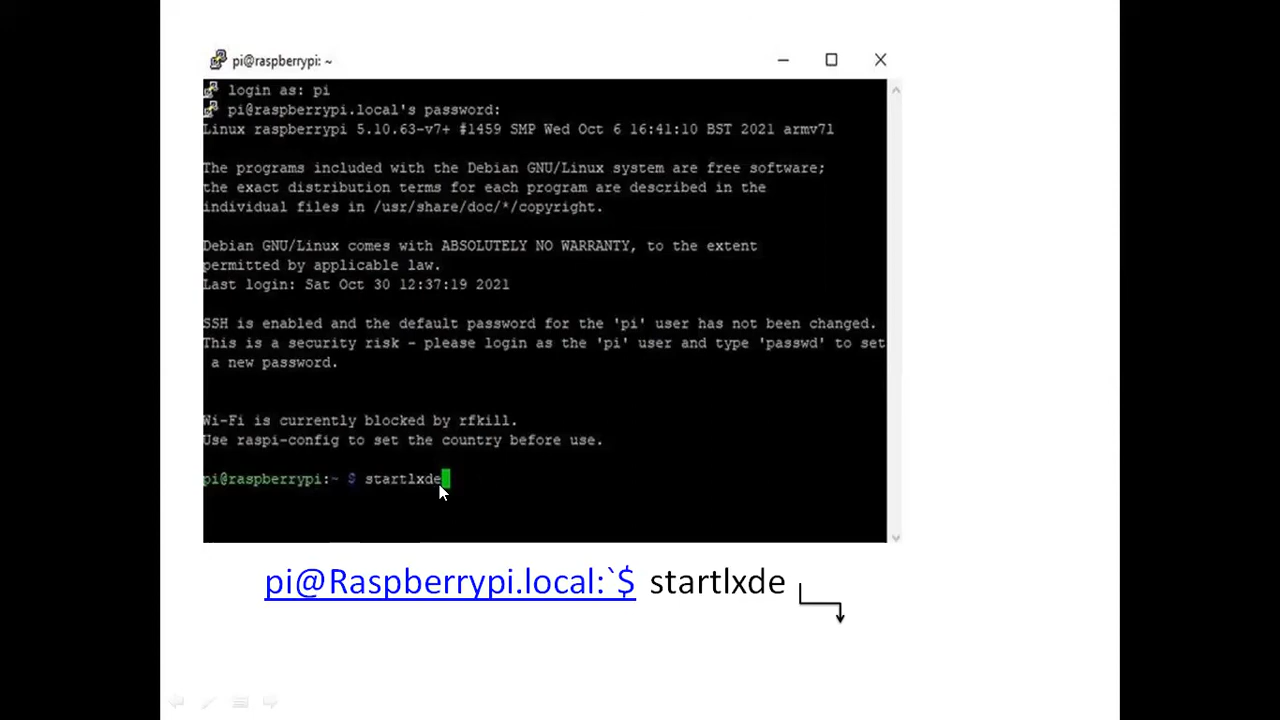 pi@raspberrypi: ~
login as: pi
pi@raspberrypi.local's password:
Linux raspberrypi 5.10.63-v7+ #1459 SMP Wed Oct 6 16:41:10 BST 2021 armv7l
The programs included with the Debian GNU/Linux system are free software;
the exact distribution terms for each program are described in the
individual files in /usr/share/doc/*/copyright.
Debian GNU/Linux comes with ABSOLUTELY NO WARRANTY, to the extent
permitted by applicable law.
Last login: Sat Oct 30 12:37:19 2021
SSH is enabled and the default password for the 'pi' user has not been changed.
This is a security risk - please login as the 'pi' user and type 'passwd' to set
a new password.
Wi-Fi is currently blocked by rfkill.
Use raspi-config to set the country before use.
pi@raspberrypi:~ $ startlxde
pi@Raspberrypi.local:`$ startlxde